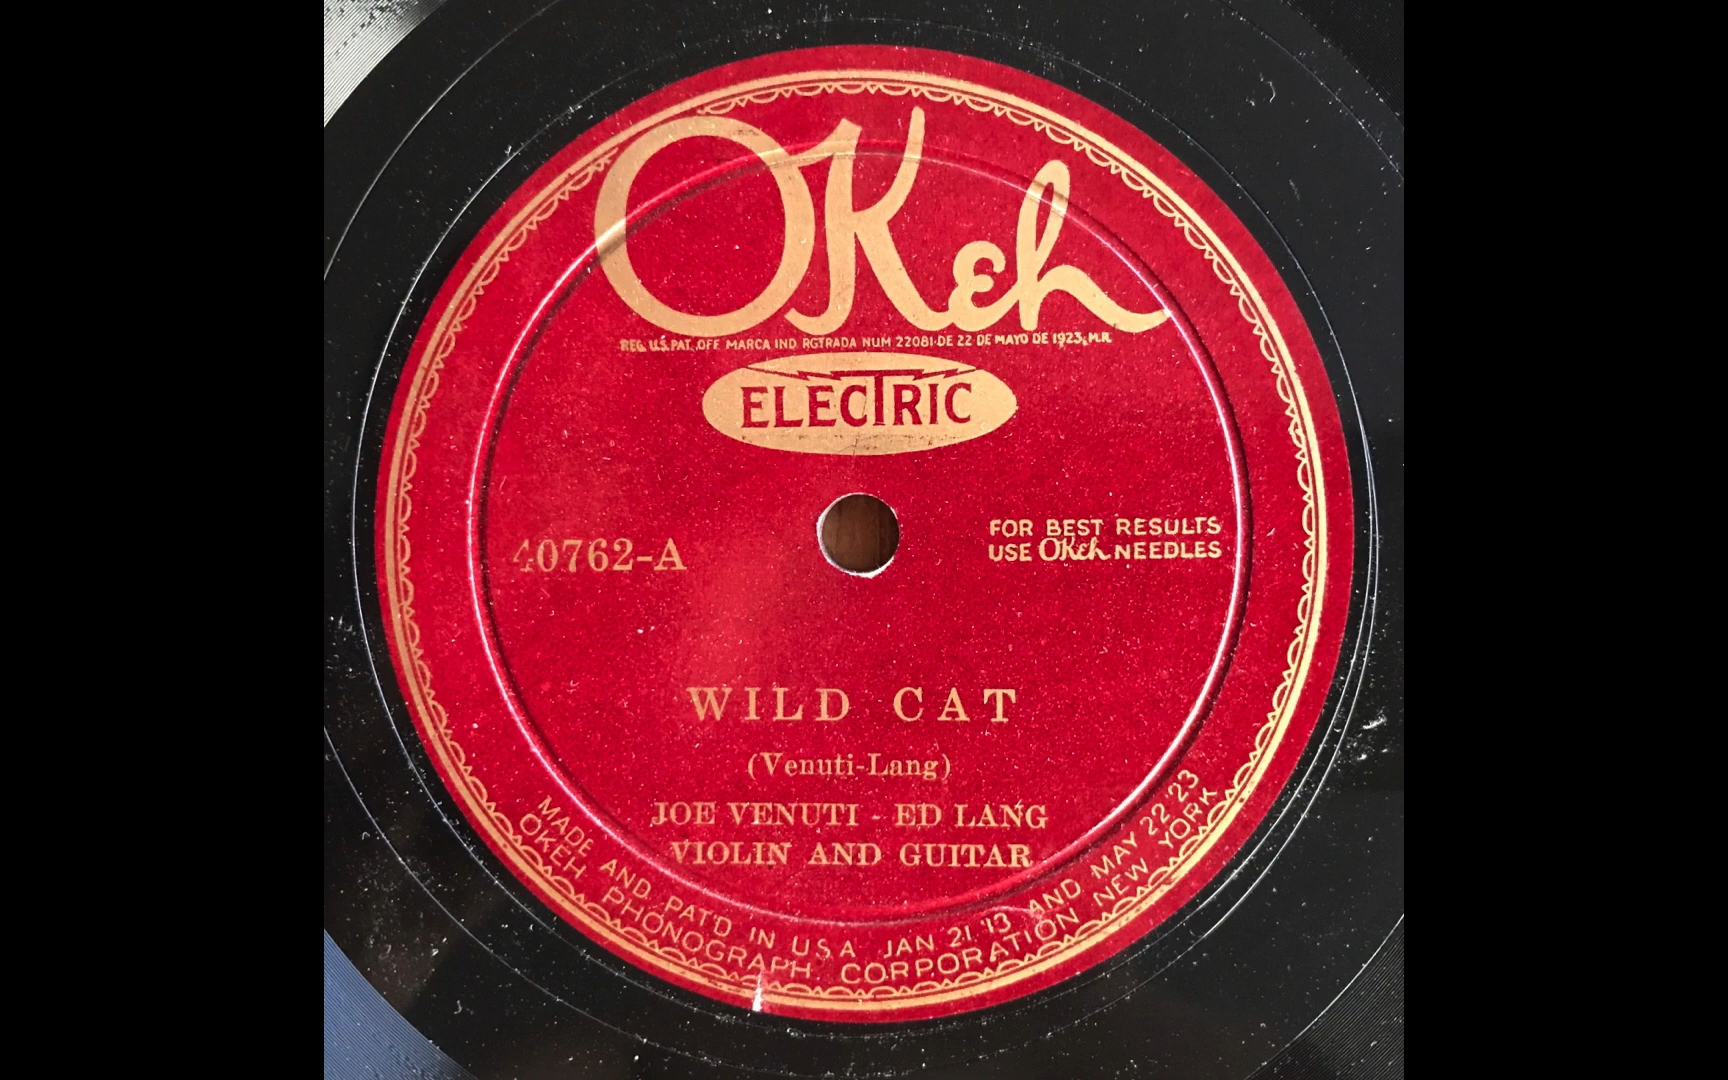 OKeh
REG. U.S. PAT. OFF. MARCA IND. RGTRADA NUM 22081·DE 22 DE MAYO DE 1923, M.R.
ELECTRIC
FOR BEST RESULTS
USE OKeh NEEDLES
40762-A
WILD CAT
(Venuti-Lang)
JOE VENUTI - ED LANG
VIOLIN AND GUITAR
MADE AND PAT'D IN U.S.A. JAN. 21, '13 AND MAY 22, '23
OKEH PHONOGRAPH CORPORATION NEW YORK